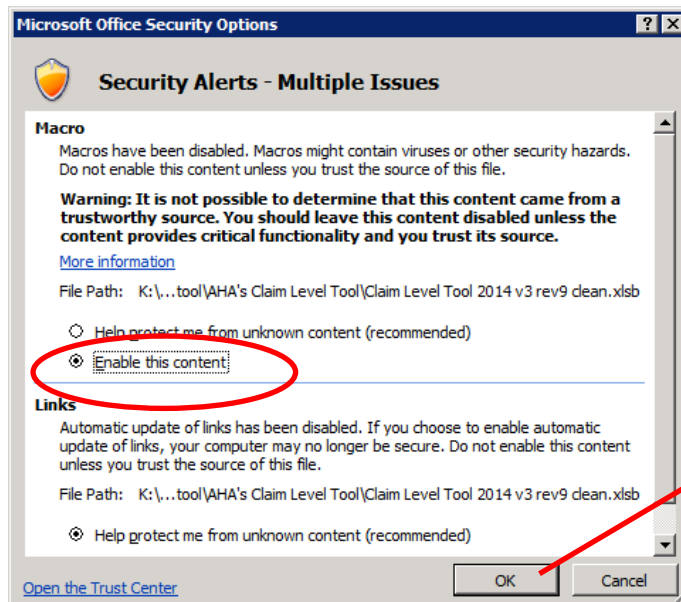 Microsoft Office Security Options
Security Alerts - Multiple Issues
Macro
Macros have been disabled. Macros might contain viruses or other security hazards.
Do not enable this content unless you trust the source of this file.
Warning: It is not possible to determine that this content came from a
trustworthy source. You should leave this content disabled unless the
content provides critical functionality and you trust its source.
More information
File Path: K:\...tool\AHA's Claim Level Tool\Claim Level Tool 2014 v3 rev9 clean.xlsb
Help protect me from unknown content (recommended)
Enable this content
Links
Automatic update of links has been disabled. If you choose to enable automatic
update of links, your computer may no longer be secure. Do not enable this content
unless you trust the source of this file.
File Path: K:\...tool\AHA's Claim Level Tool\Claim Level Tool 2014 v3 rev9 clean.xlsb
Help protect me from unknown content (recommended)
Open the Trust Center
OK
Cancel